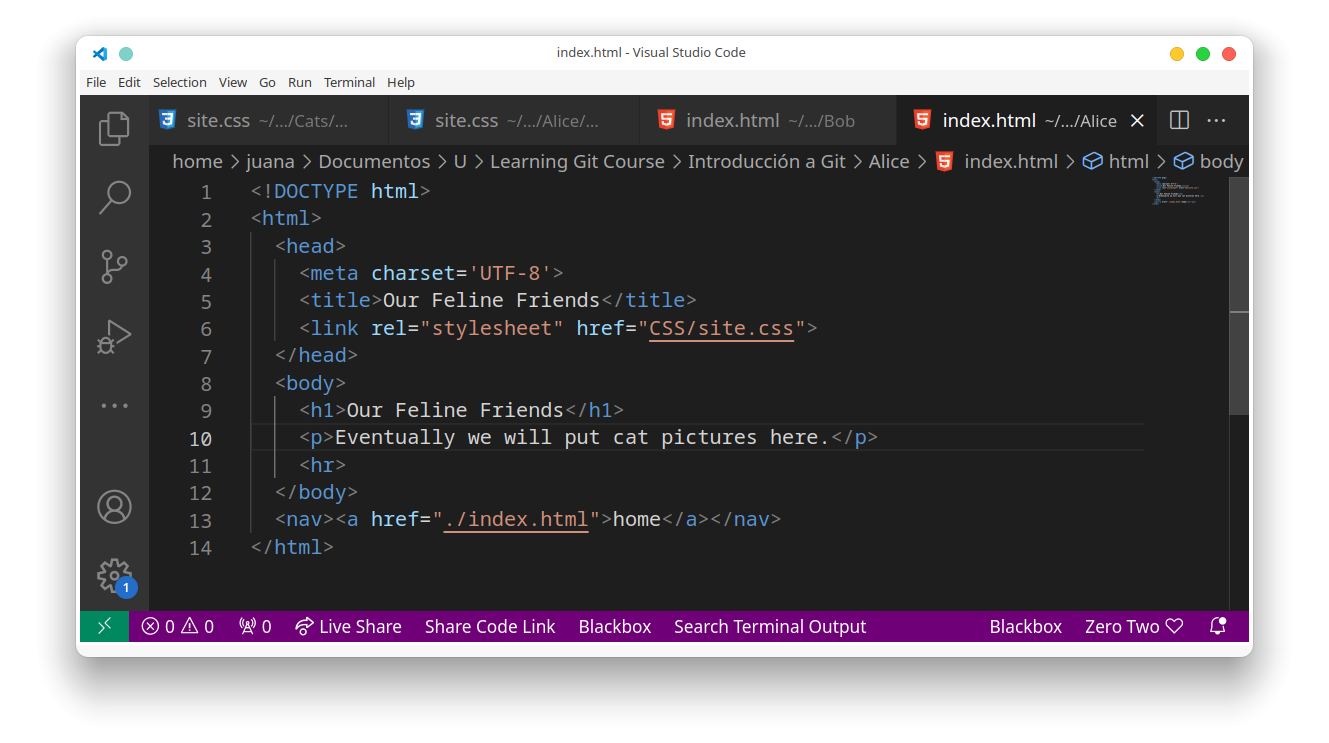 index.html - Visual Studio Code
File Edit Selection View Go Run Terminal Help
site.css ~/.../Cats/... site.css ~/.../Alice/... index.html ~/.../Bob index.html ~/.../Alice
home > juana > Documentos > U > Learning Git Course > Introducción a Git > Alice > index.html > html > body
1 <!DOCTYPE html>
2 <html>
3 <head>
4 <meta charset='UTF-8'>
5 <title>Our Feline Friends</title>
6 <link rel="stylesheet" href="CSS/site.css">
7 </head>
8 <body>
9 <h1>Our Feline Friends</h1>
10 <p>Eventually we will put cat pictures here.</p>
11 <hr>
12 </body>
13 <nav><a href="./index.html">home</a></nav>
14 </html>
1
0 0 0 Live Share Share Code Link Blackbox Search Terminal Output Blackbox Zero Two ♡